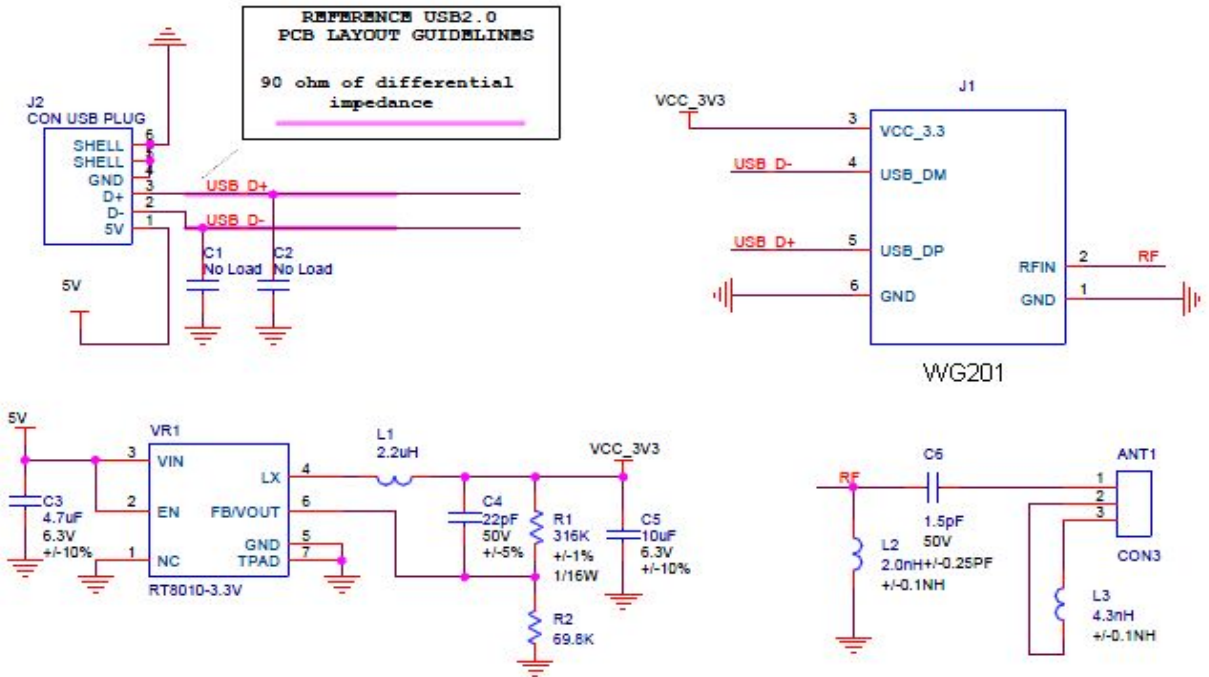 REFERENCE USB2.0
PCB LAYOUT GUIDELINES
90 ohm of differential
impedance
J2
CON USB PLUG
SHELL 6
SHELL
GND 4
D+ 3
D- 2
5V 1
USB_D+
USB_D-
C1
No Load
C2
No Load
5V
J1
VCC_3V3
3 VCC_3.3
USB_D- 4 USB_DM
USB_D+ 5 USB_DP
6 GND
RFIN 2 RF
GND 1
WG201
5V
VR1
3 VIN
2 EN
1 NC
LX 4
FB/VOUT 6
GND 5
TPAD 7
RT8010-3.3V
C3
4.7uF
6.3V
+/-10%
L1
2.2uH
VCC_3V3
C4
22pF
50V
+/-5%
R1
316K
+/-1%
1/16W
C5
10uF
6.3V
+/-10%
R2
69.8K
RF
C6
1.5pF
50V
+/-0.25PF
L2
2.0nH
+/-0.1NH
ANT1
1
2
3
CON3
L3
4.3nH
+/-0.1NH